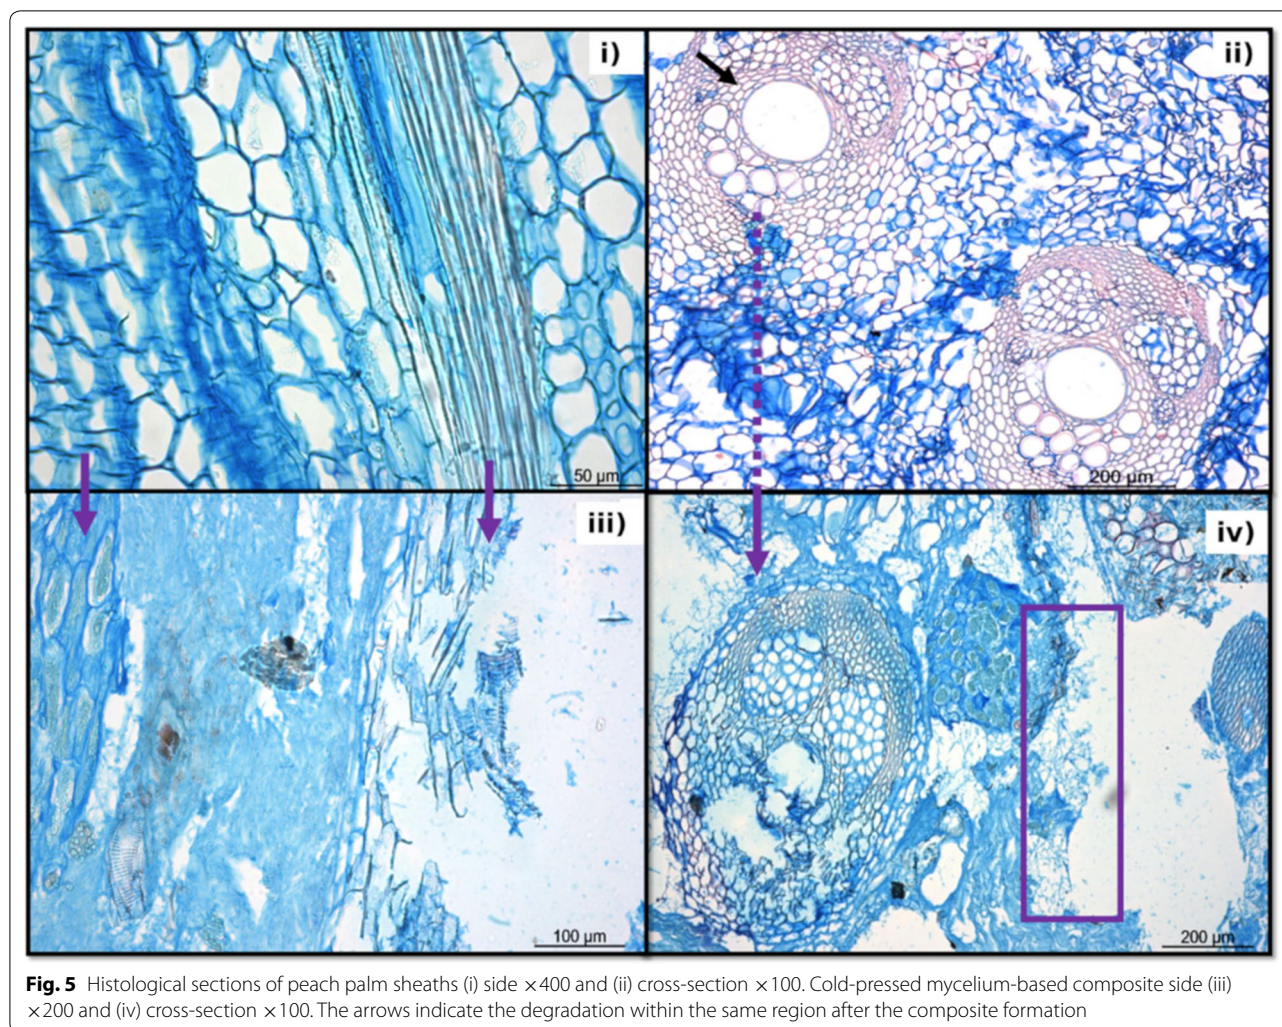 i)
ii)
50 µm
200 µm
iii)
iv)
100 µm
200 µm
Fig. 5 Histological sections of peach palm sheaths (i) side ×400 and (ii) cross-section ×100. Cold-pressed mycelium-based composite side (iii)
×200 and (iv) cross-section ×100. The arrows indicate the degradation within the same region after the composite formation